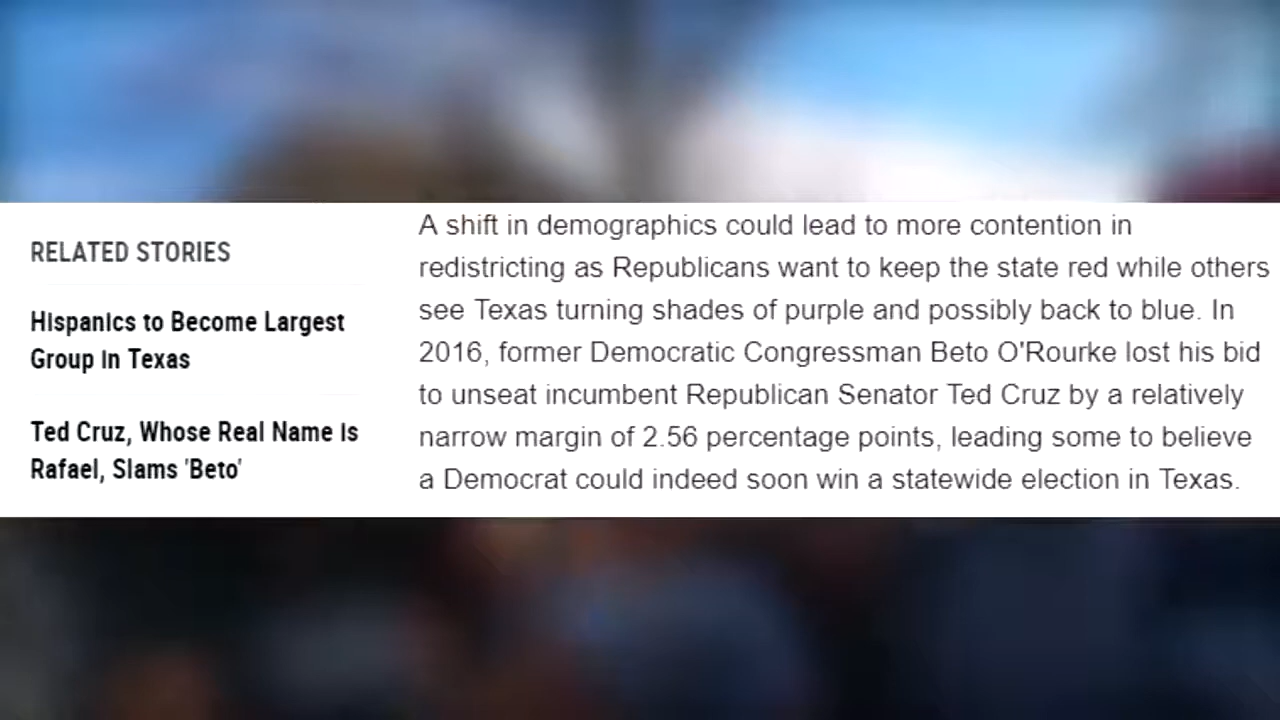 RELATED STORIES
Hispanics to Become Largest
Group in Texas
Ted Cruz, Whose Real Name Is
Rafael, Slams 'Beto'
A shift in demographics could lead to more contention in
redistricting as Republicans want to keep the state red while others
see Texas turning shades of purple and possibly back to blue. In
2016, former Democratic Congressman Beto O'Rourke lost his bid
to unseat incumbent Republican Senator Ted Cruz by a relatively
narrow margin of 2.56 percentage points, leading some to believe
a Democrat could indeed soon win a statewide election in Texas.